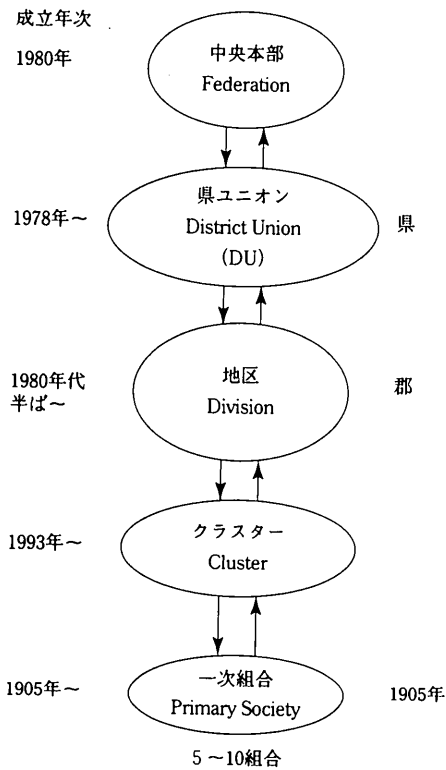 成立年次
1980年
中央本部
Federation
1978年～
県ユニオン
District Union
(DU)
県
1980年代
半ば～
地区
Division
郡
1993年～
クラスター
Cluster
1905年～
一次組合
Primary Society
1905年
5～10組合